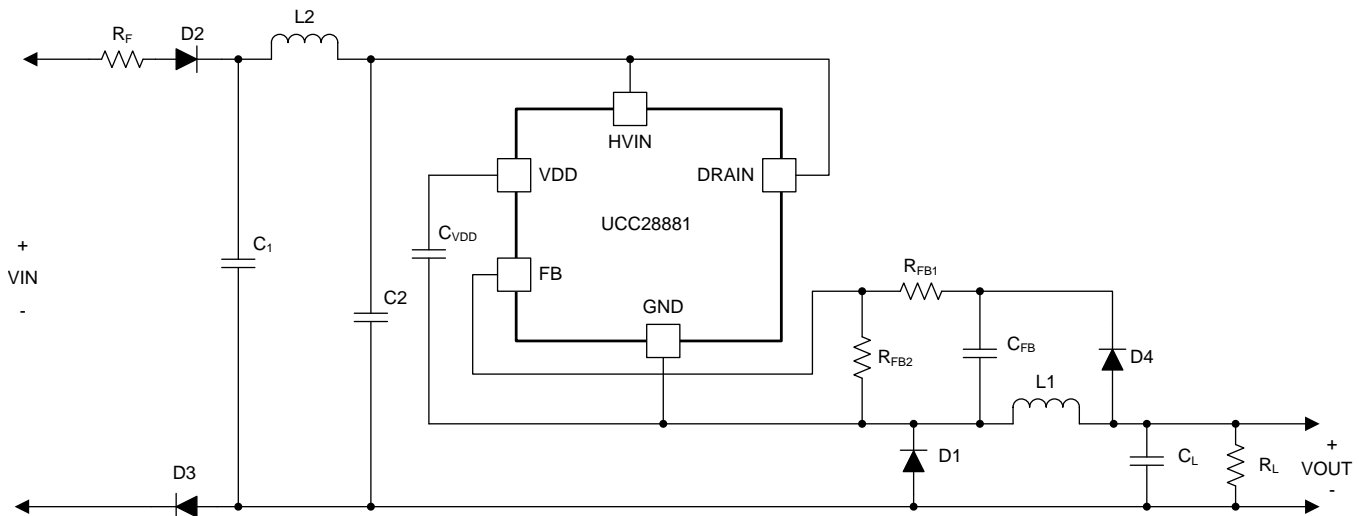 RF
D2
L2
HVIN
VDD
DRAIN
UCC28881
CVDD
C1
FB
+
VIN
-
C2
GND
RFB1
RFB2
CFB
D4
L1
D1
CL
RL
+
VOUT
-
D3